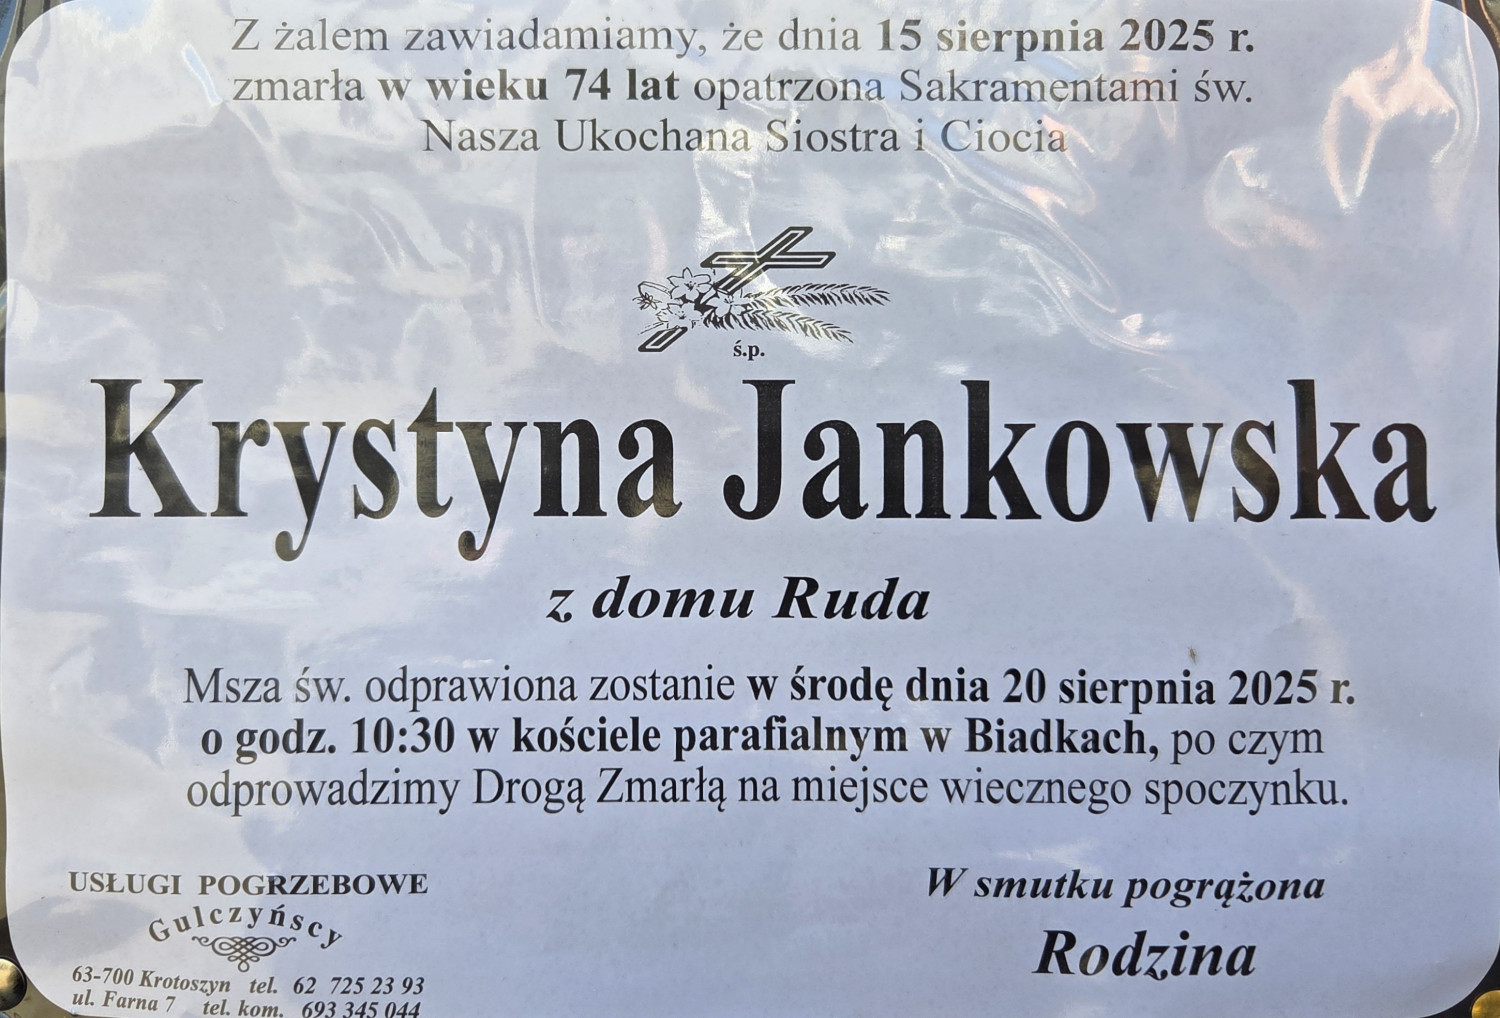 Z żalem zawiadamiamy, że dnia 15 sierpnia 2025 r.
zmarła w wieku 74 lat opatrzona Sakramentami św.
Nasza Ukochana Siostra i Ciocia
ś.p.
Krystyna Jankowska
z domu Ruda
Msza św. odprawiona zostanie w środę dnia 20 sierpnia 2025 r.
o godz. 10:30 w kościele parafialnym w Biadkach, po czym
odprowadzimy Drogą Zmarłą na miejsce wiecznego spoczynku.
USŁUGI POGRZEBOWE
Gulczyńscy
63-700 Krotoszyn tel. 62 725 23 93
ul. Farna 7 tel. kom. 693 345 044
W smutku pogrążona
Rodzina